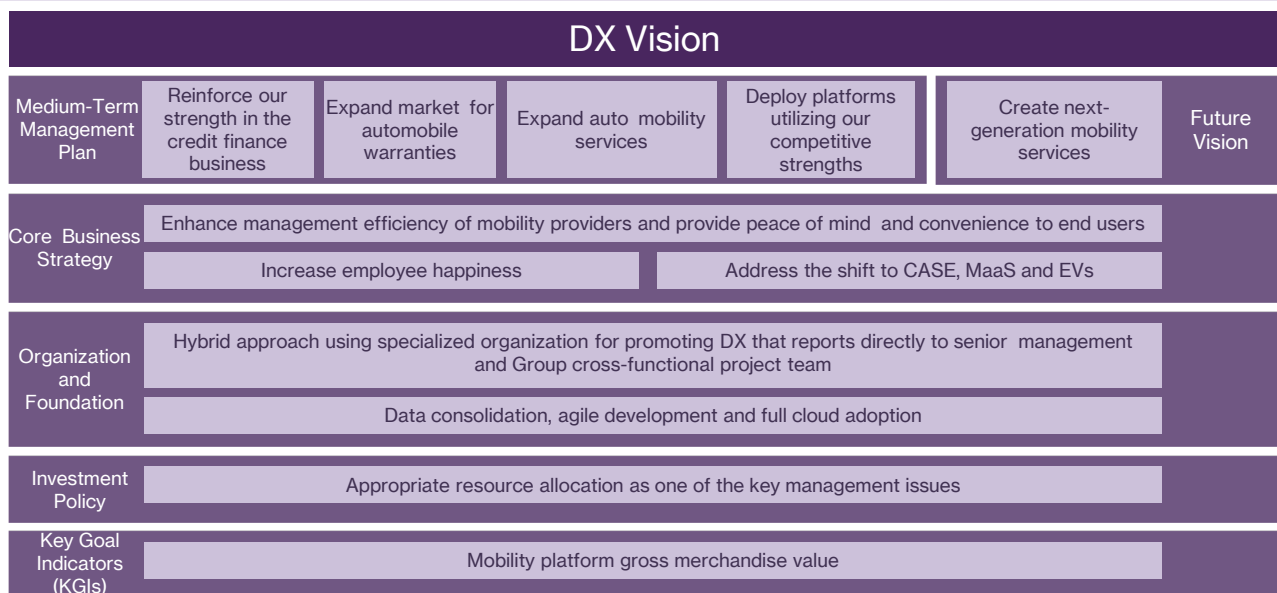 DX Vision
Medium-Term
Management
Plan
Reinforce our
strength in the
credit finance
business
Expand market for
automobile
warranties
Expand auto mobility
services
Deploy platforms
utilizing our
competitive
strengths
Create next-
generation mobility
services
Future
Vision
Core Business
Strategy
Enhance management efficiency of mobility providers and provide peace of mind and convenience to end users
Increase employee happiness
Address the shift to CASE, MaaS and EVs
Organization
and
Foundation
Hybrid approach using specialized organization for promoting DX that reports directly to senior management
and Group cross-functional project team
Data consolidation, agile development and full cloud adoption
Investment
Policy
Appropriate resource allocation as one of the key management issues
Key Goal
Indicators
(KGIs)
Mobility platform gross merchandise value